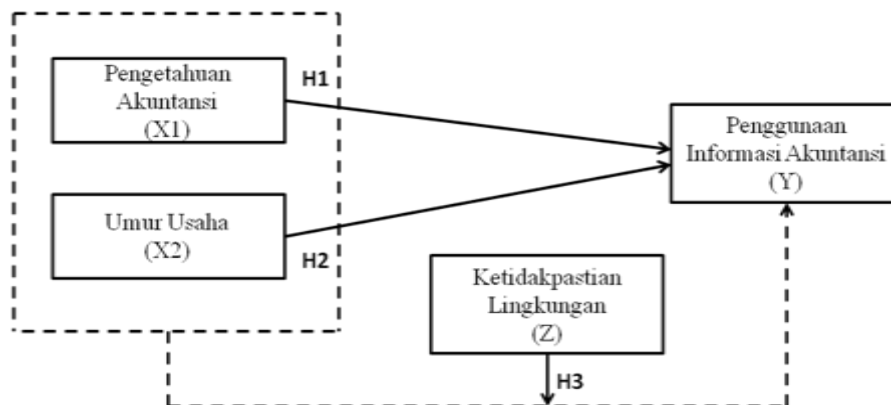 Pengetahuan
Akuntansi
(X1)
H1
Penggunaan
Informasi Akuntansi
(Y)
Umur Usaha
(X2)
H2
Ketidakpastian
Lingkungan
(Z)
H3